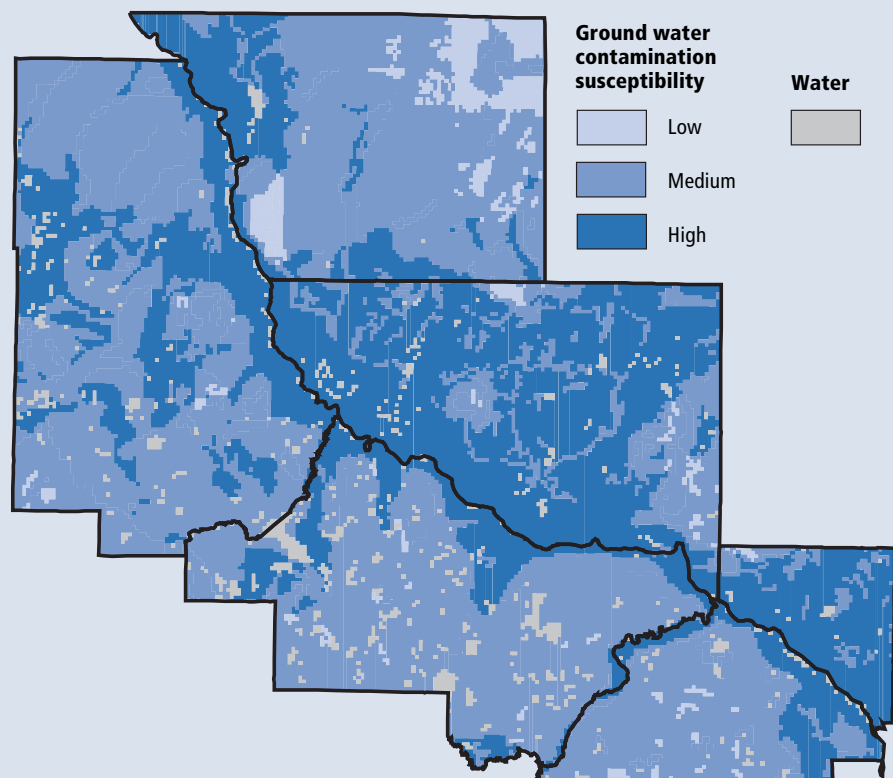 Ground water
contamination
susceptibility
Low
Medium
High
Water